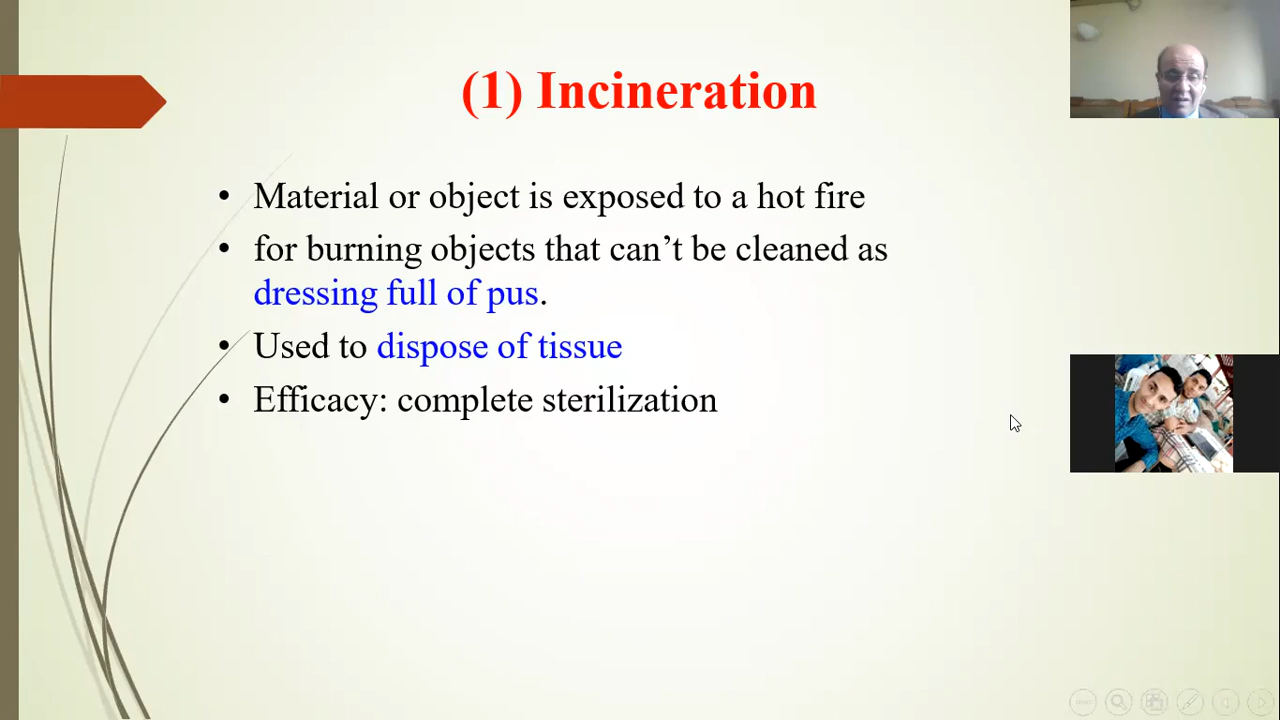 (1) Incineration
• Material or object is exposed to a hot fire
• for burning objects that can’t be cleaned as
dressing full of pus.
• Used to dispose of tissue
• Efficacy: complete sterilization